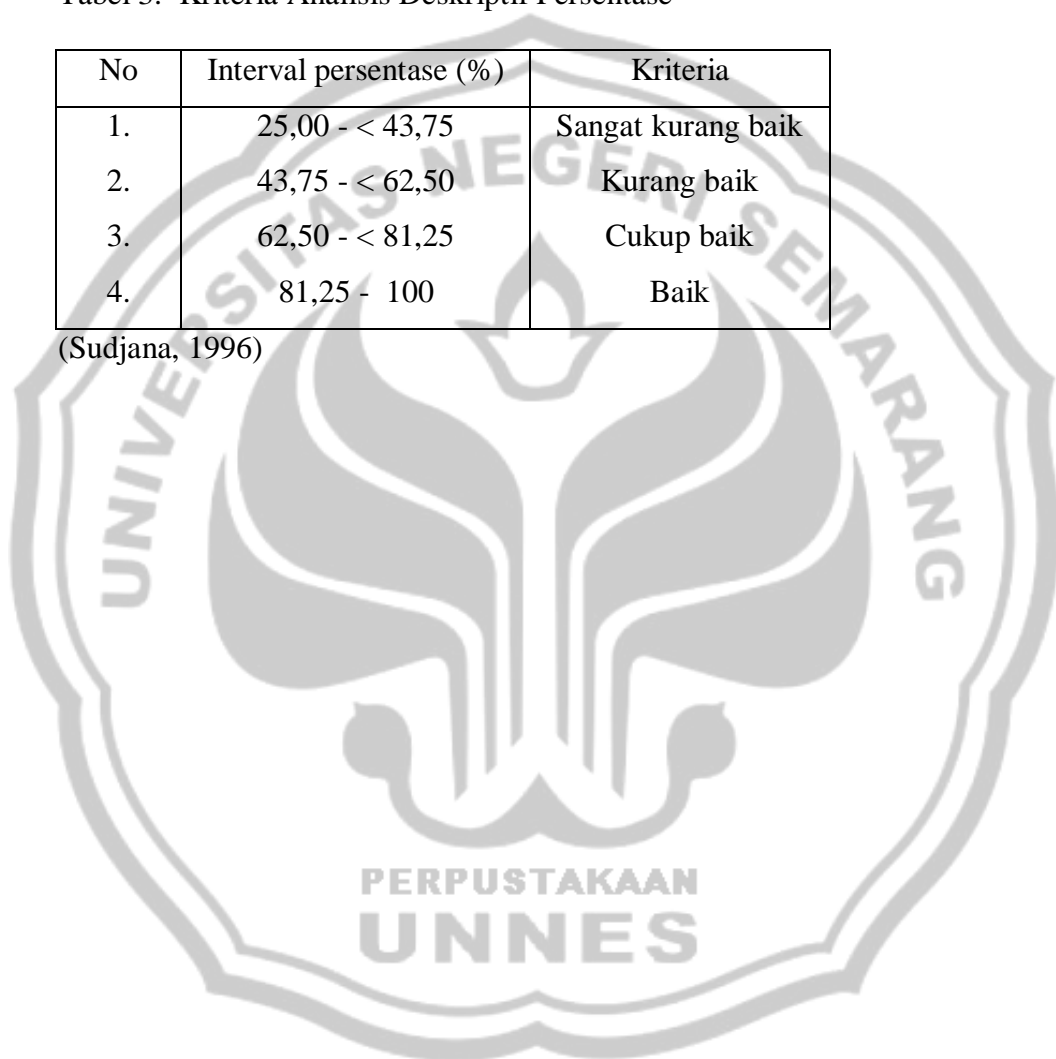 Tabel 3. Kriteria Analisis Deskriptif Persentase
No Interval persentase (%) Kriteria
1. 25,00 - < 43,75 Sangat kurang baik
2. 43,75 - < 62,50 Kurang baik
3. 62,50 - < 81,25 Cukup baik
4. 81,25 - 100 Baik
(Sudjana, 1996)
UNIVERSITAS NEGERI SEMARANG
PERPUSTAKAAN
UNNES